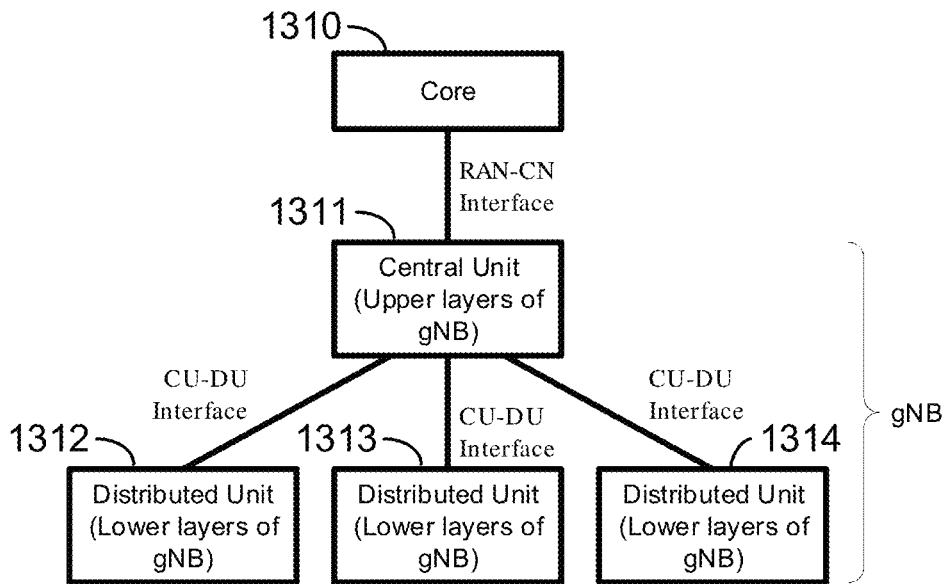 1310
Core
RAN-CN
Interface
1311
Central Unit
(Upper layers of
gNB)
CU-DU
Interface
CU-DU
Interface
CU-DU
Interface
gNB
1312
1313
1314
Distributed Unit
(Lower layers of
gNB)
Distributed Unit
(Lower layers of
gNB)
Distributed Unit
(Lower layers of
gNB)